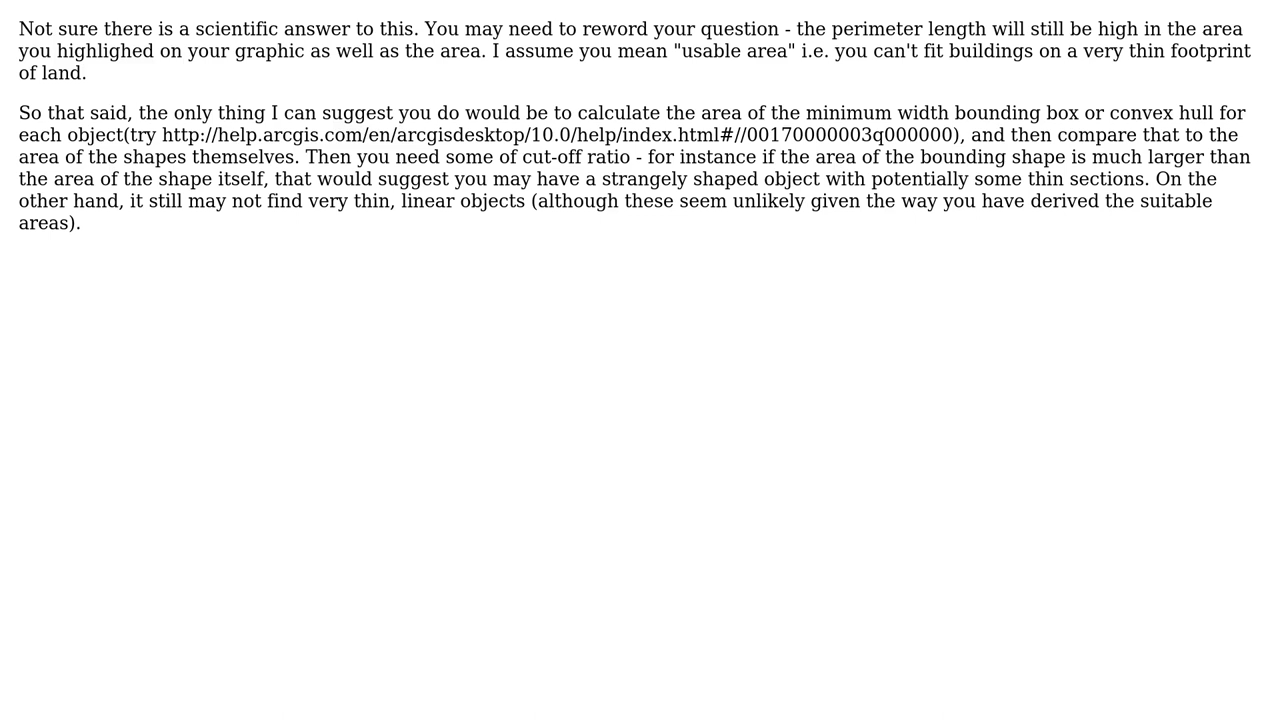 Not sure there is a scientific answer to this. You may need to reword your question - the perimeter length will still be high in the area
you highlighed on your graphic as well as the area. I assume you mean "usable area" i.e. you can't fit buildings on a very thin footprint
of land.
So that said, the only thing I can suggest you do would be to calculate the area of the minimum width bounding box or convex hull for
each object(try http://help.arcgis.com/en/arcgisdesktop/10.0/help/index.html#//00170000003q000000), and then compare that to the
area of the shapes themselves. Then you need some of cut-off ratio - for instance if the area of the bounding shape is much larger than
the area of the shape itself, that would suggest you may have a strangely shaped object with potentially some thin sections. On the
other hand, it still may not find very thin, linear objects (although these seem unlikely given the way you have derived the suitable
areas).